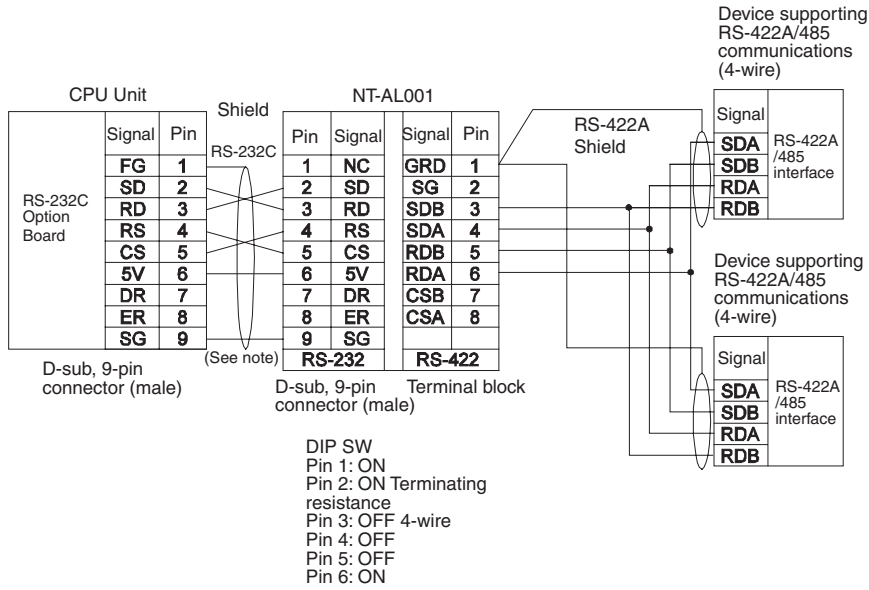 Device supporting
RS-422A/485
communications
(4-wire)
CPU Unit
Shield
NT-AL001
RS-232C
RS-422A
Shield
RS-232C
Option
Board
Signal Pin
FG 1
SD 2
RD 3
RS 4
CS 5
5V 6
DR 7
ER 8
SG 9
(See note)
D-sub, 9-pin
connector (male)
Pin Signal Signal Pin
1 NC GRD 1
2 SD SG 2
3 RD SDB 3
4 RS SDA 4
5 CS RDB 5
6 5V RDA 6
7 DR CSB 7
8 ER CSA 8
9 SG
RS-232 RS-422
D-sub, 9-pin
connector (male)
Terminal block
Signal
SDA
SDB
RDA
RDB
RS-422A
/485
interface
Device supporting
RS-422A/485
communications
(4-wire)
Signal
SDA
SDB
RDA
RDB
RS-422A
/485
interface
DIP SW
Pin 1: ON
Pin 2: ON Terminating
resistance
Pin 3: OFF 4-wire
Pin 4: OFF
Pin 5: OFF
Pin 6: ON